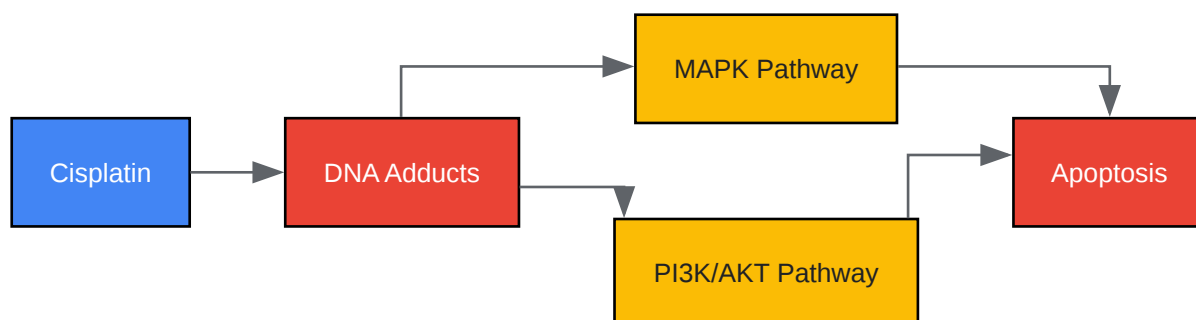 MAPK Pathway
Cisplatin
DNA Adducts
Apoptosis
PI3K/AKT Pathway